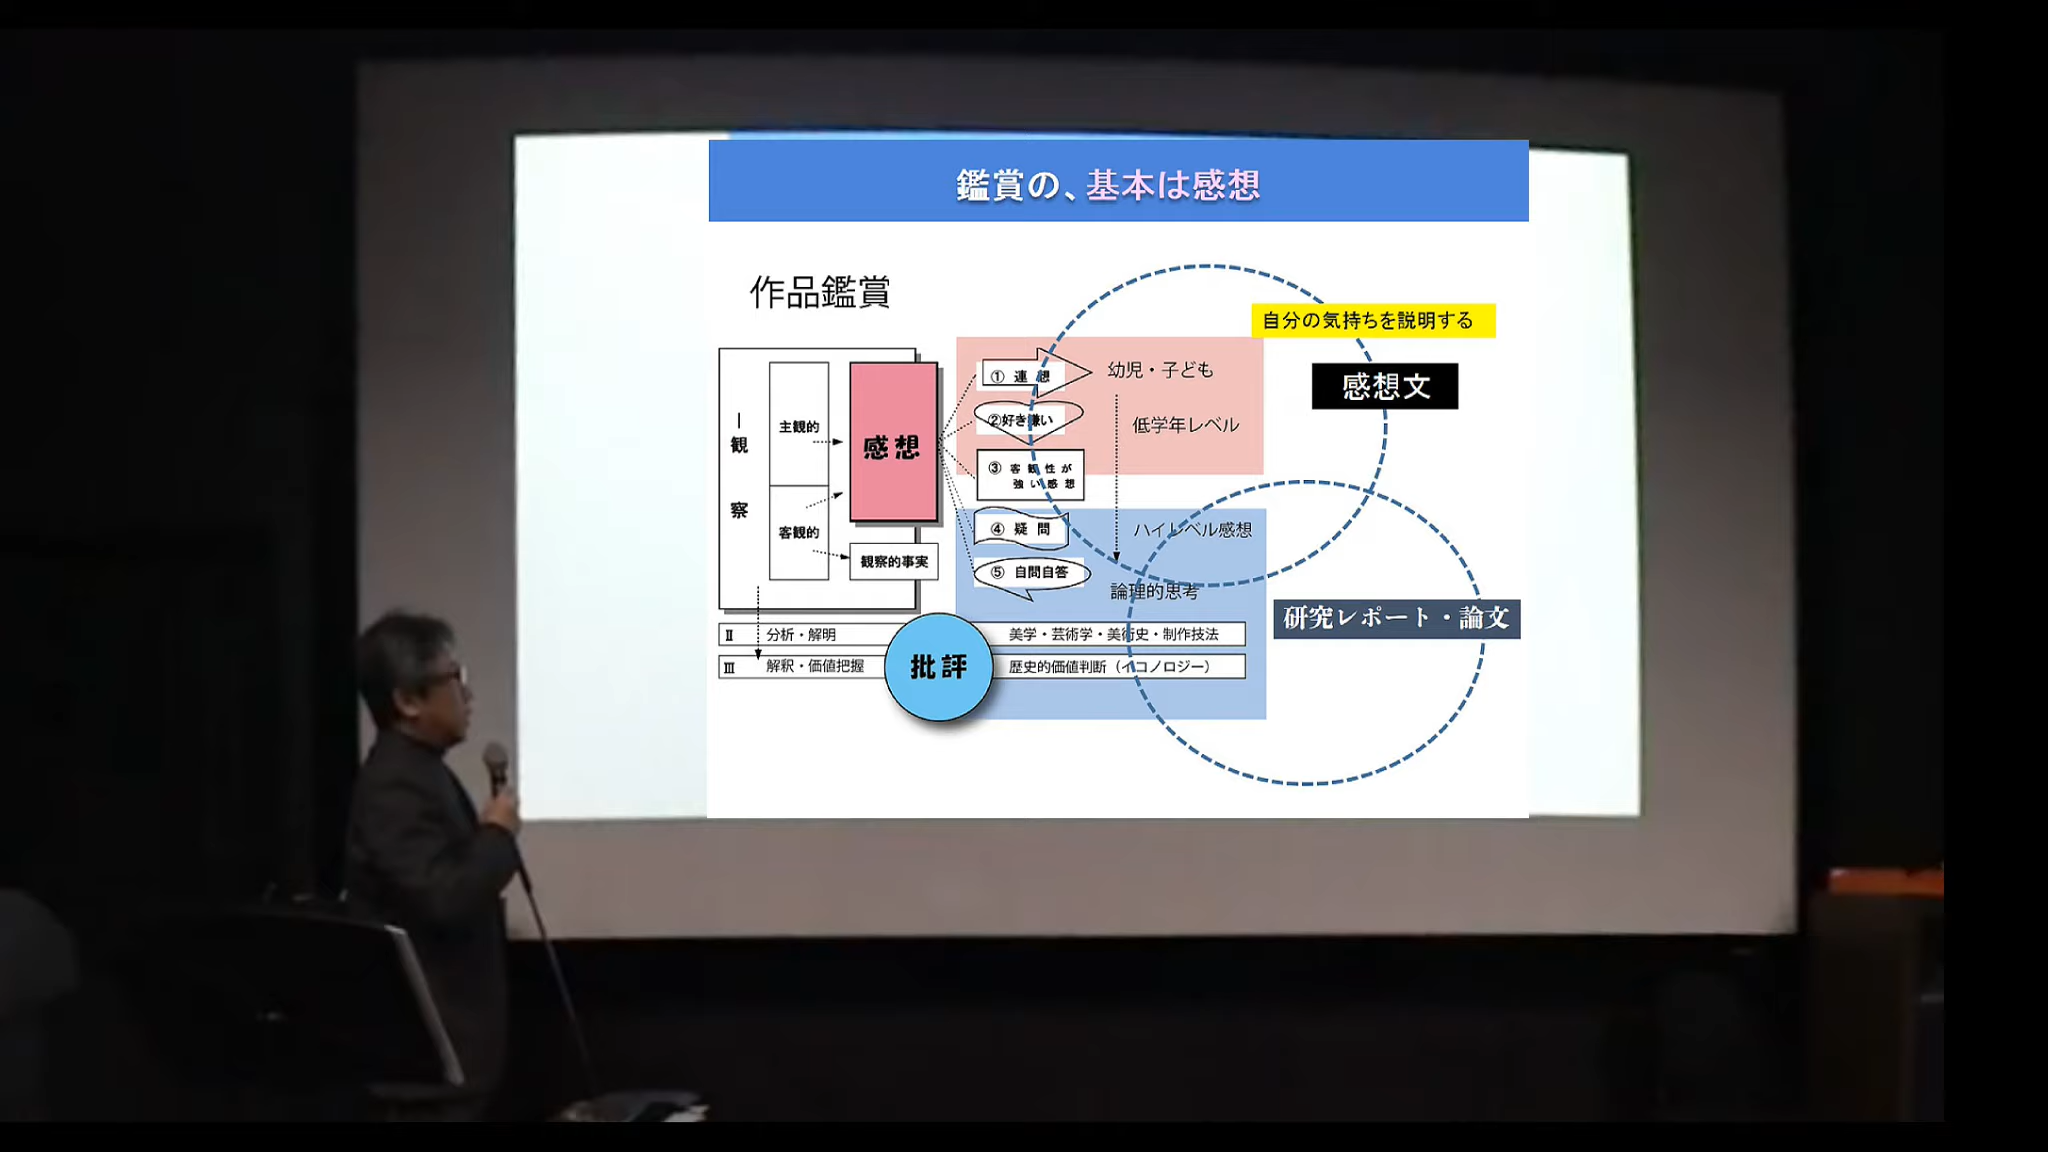 鑑賞の、基本は感想
作品鑑賞
自分の気持ちを説明する
感想文
Ⅰ観察
主観的
客観的
感想
観察的事実
① 連想
②好き嫌い
③ 客観性が
強い感想
④ 疑問
⑤ 自問自答
幼児・子ども
低学年レベル
ハイレベル感想
論理的思考
研究レポート・論文
Ⅱ 分析・解明
Ⅲ 解釈・価値把握
批評
美学・芸術学・美術史・制作技法
歴史的価値判断（イコノロジー）